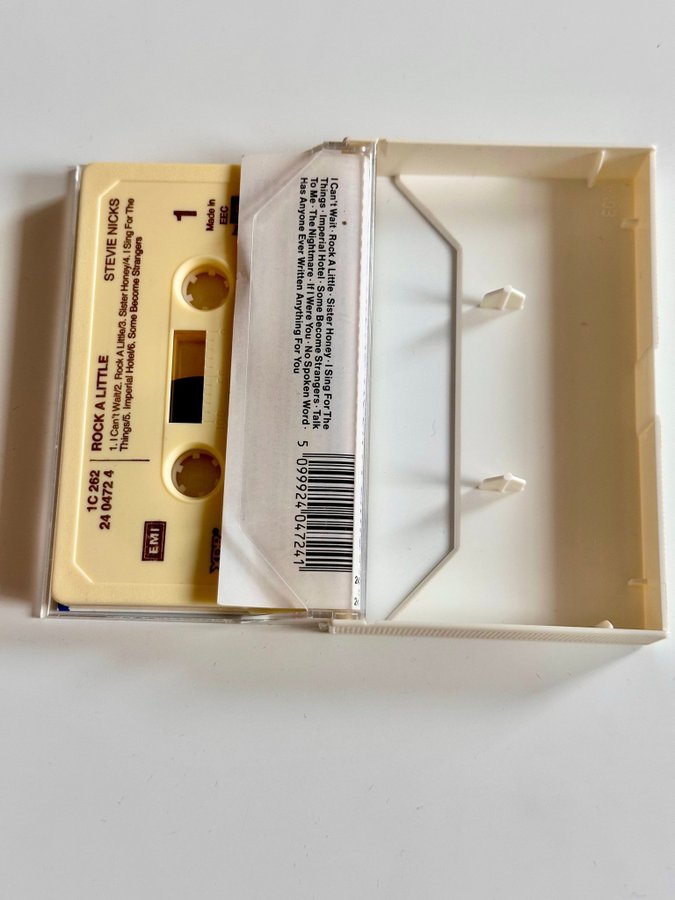 STEVIE NICKS
1
Made in
EEC
1C 262
24 0472 4
ROCK A LITTLE
1. I Can't Wait/2. Rock A Little/3. Sister Honey/4. I Sing For The
Things/5. Imperial Hotel/6. Some Become Strangers
EMI
I Can't Wait · Rock A Little · Sister Honey · I Sing For The
Things · Imperial Hotel · Some Become Strangers · Talk
To Me · The Nightmare · If I Were You · No Spoken Word ·
Has Anyone Ever Written Anything For You
5 099924 047241